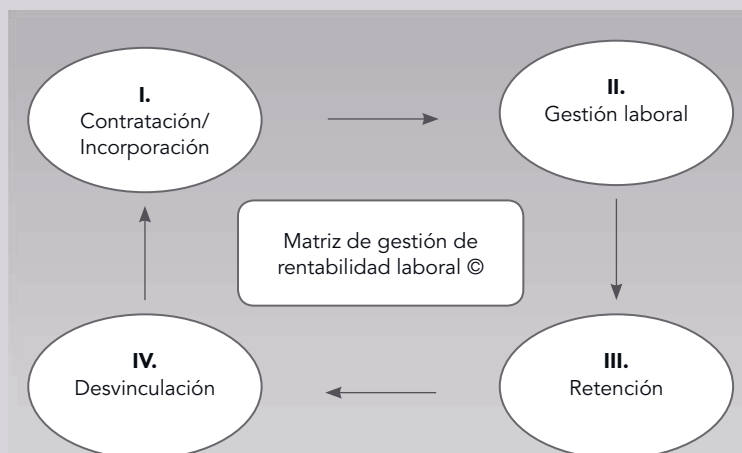 I.
Contratación/
Incorporación
II.
Gestión laboral
Matriz de gestión de
rentabilidad laboral ©
IV.
Desvinculación
III.
Retención